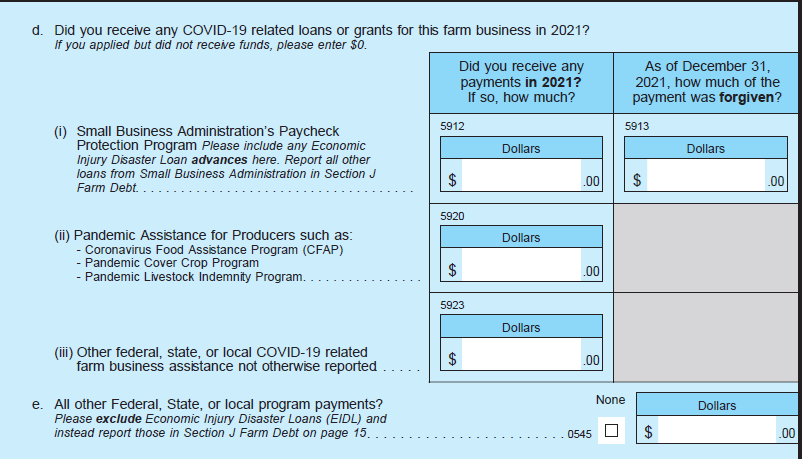 d. Did you receive any COVID-19 related loans or grants for this farm business in 2021?
If you applied but did not receive funds, please enter $0.
Did you receive any
payments in 2021?
If so, how much?
As of December 31,
2021, how much of the
payment was forgiven?
(i) Small Business Administration's Paycheck
Protection Program Please include any Economic
Injury Disaster Loan advances here. Report all other
loans from Small Business Administration in Section J
Farm Debt. . . . . . . . . . . . . . . . . . . . . . . . . . . . . . . . . . .
5912
Dollars
$ .00
5913
Dollars
$ .00
(ii) Pandemic Assistance for Producers such as:
- Coronavirus Food Assistance Program (CFAP)
- Pandemic Cover Crop Program
- Pandemic Livestock Indemnity Program. . . . . . . . . . . . . . .
5920
Dollars
$ .00
(iii) Other federal, state, or local COVID-19 related
farm business assistance not otherwise reported . . . . .
5923
Dollars
$ .00
e. All other Federal, State, or local program payments?
Please exclude Economic Injury Disaster Loans (EIDL) and
instead report those in Section J Farm Debt on page 15. . . . . . . . . . . . . . . . . . . . . . . . . . 0545
None
Dollars
$ .00